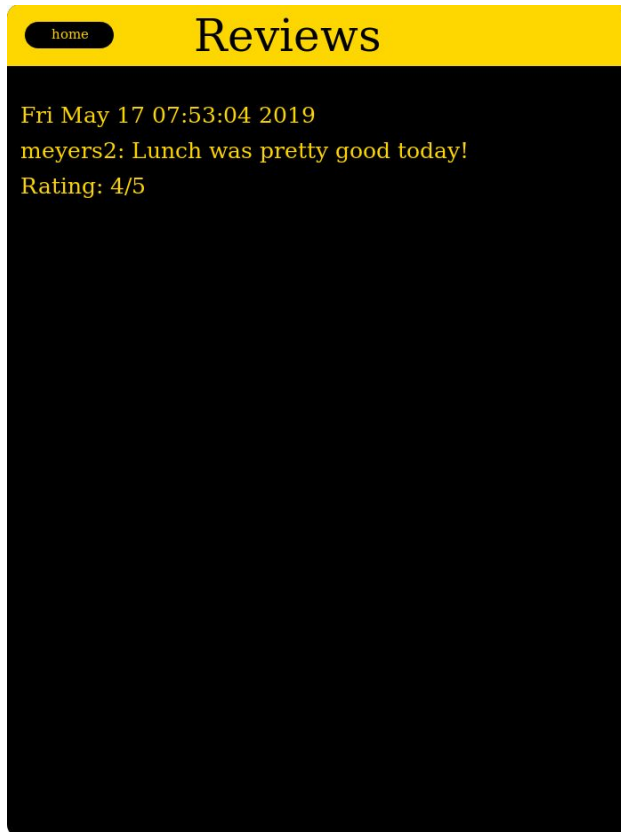 home
Reviews
Fri May 17 07:53:04 2019
meyers2: Lunch was pretty good today!
Rating: 4/5